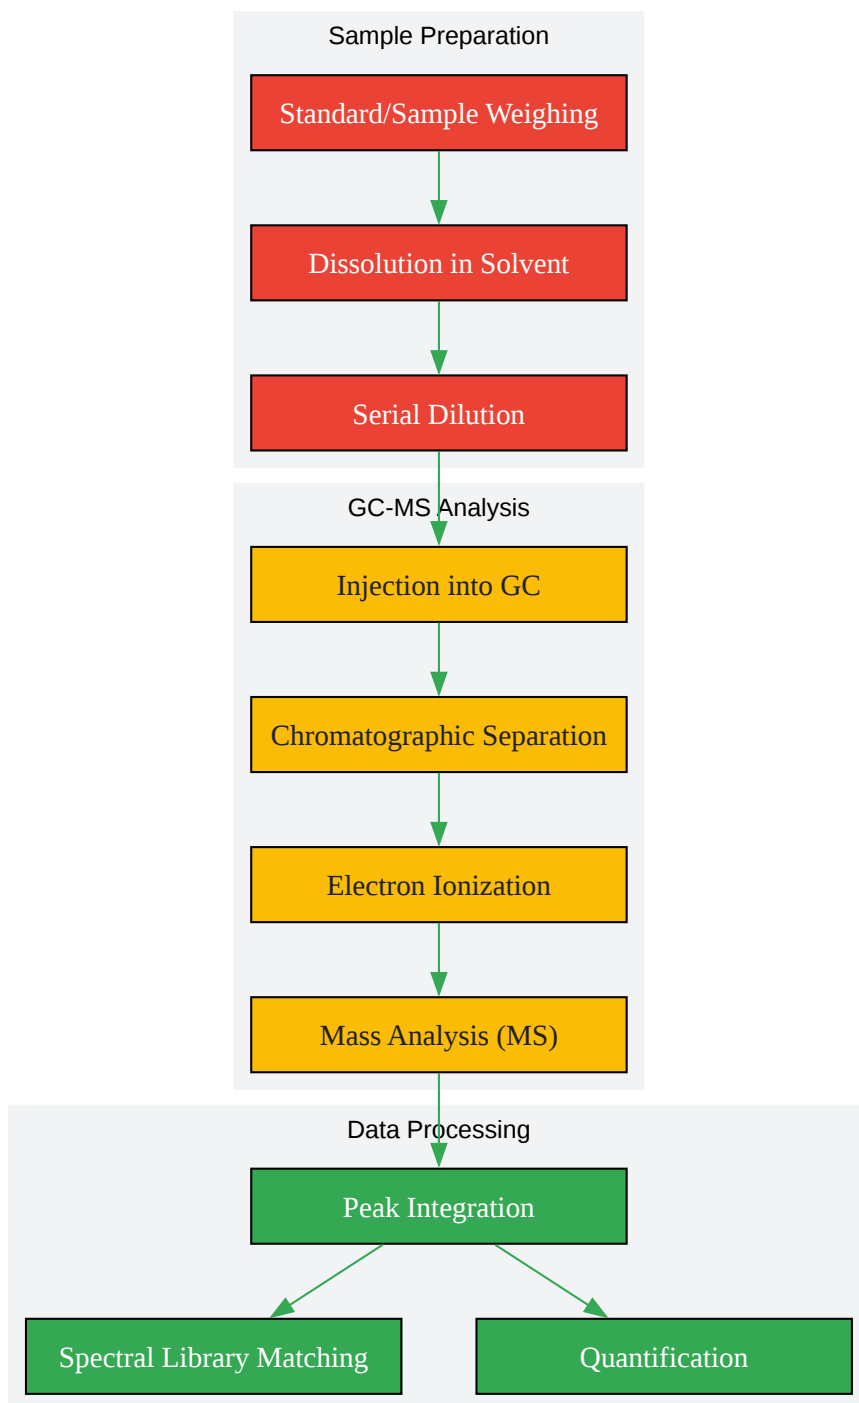 Sample Preparation
Standard/Sample Weighing
Dissolution in Solvent
Serial Dilution
GC-MS Analysis
Injection into GC
Chromatographic Separation
Electron Ionization
Mass Analysis (MS)
Data Processing
Peak Integration
Spectral Library Matching
Quantification